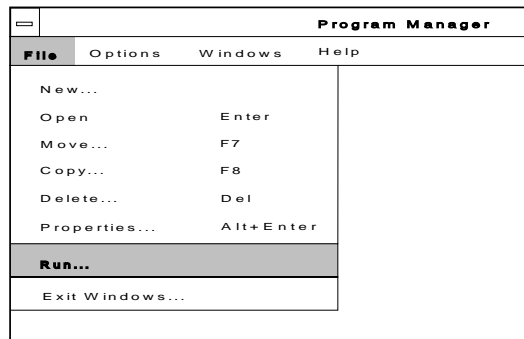 Program Manager
File Options Windows Help
New...
Open Enter
Move... F7
Copy... F8
Delete... Del
Properties... Alt+Enter
Run...
Exit Windows...